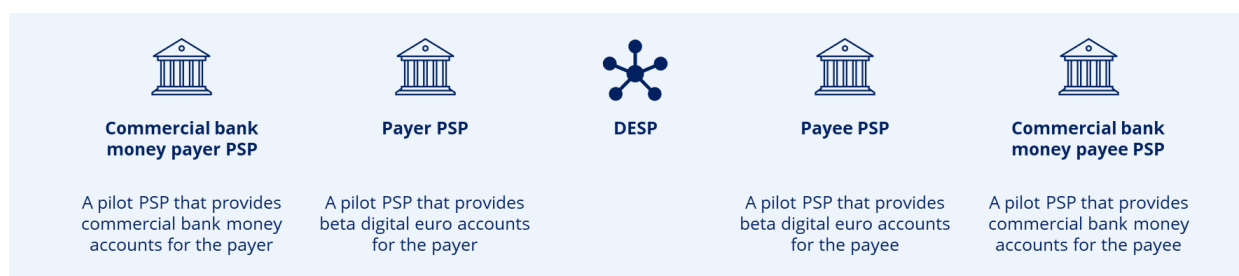 Commercial bank
money payer PSP
Payer PSP
DESP
Payee PSP
Commercial bank
money payee PSP
A pilot PSP that provides
commercial bank money
accounts for the payer
A pilot PSP that provides
beta digital euro accounts
for the payer
A pilot PSP that provides
beta digital euro accounts
for the payee
A pilot PSP that provides
commercial bank money
accounts for the payee